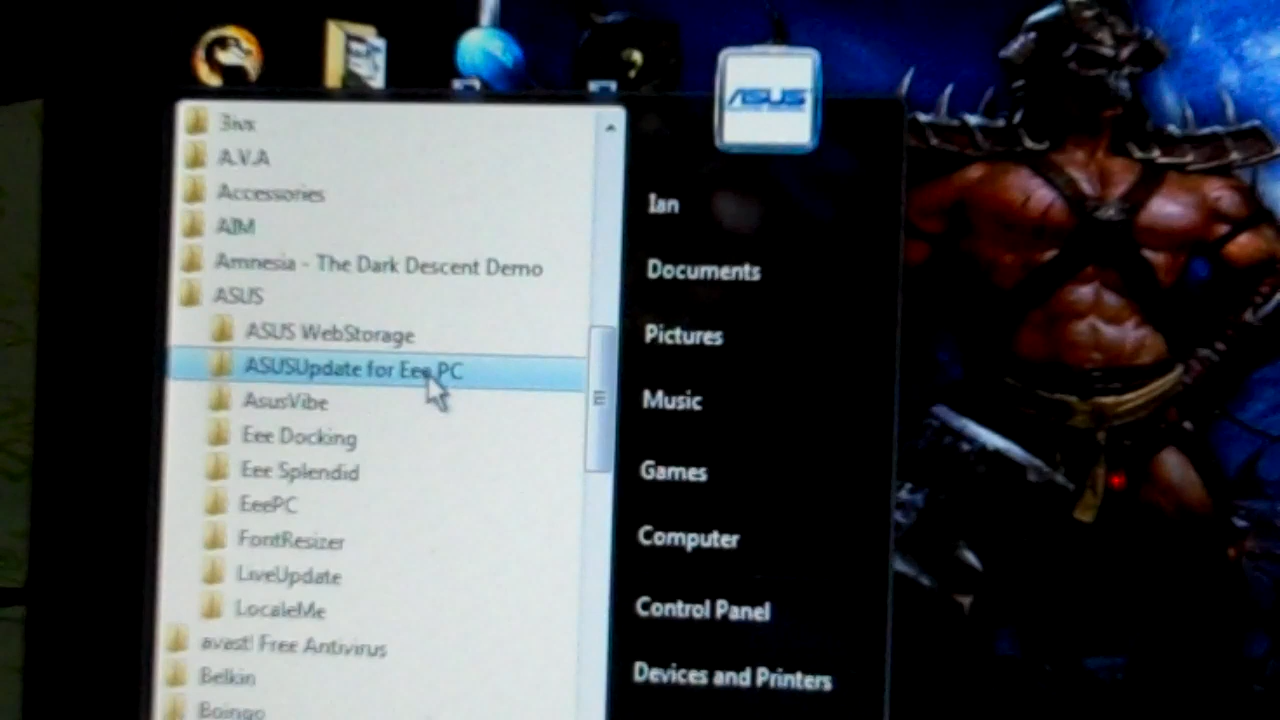 3ivx
A.V.A
Accessories
AIM
Amnesia - The Dark Descent Demo
ASUS
ASUS WebStorage
ASUSUpdate for Eee PC
AsusVibe
Eee Docking
Eee Splendid
EeePC
FontResizer
LiveUpdate
LocaleMe
avast! Free Antivirus
Belkin
Boingo
ASUS
Ian
Documents
Pictures
Music
Games
Computer
Control Panel
Devices and Printers